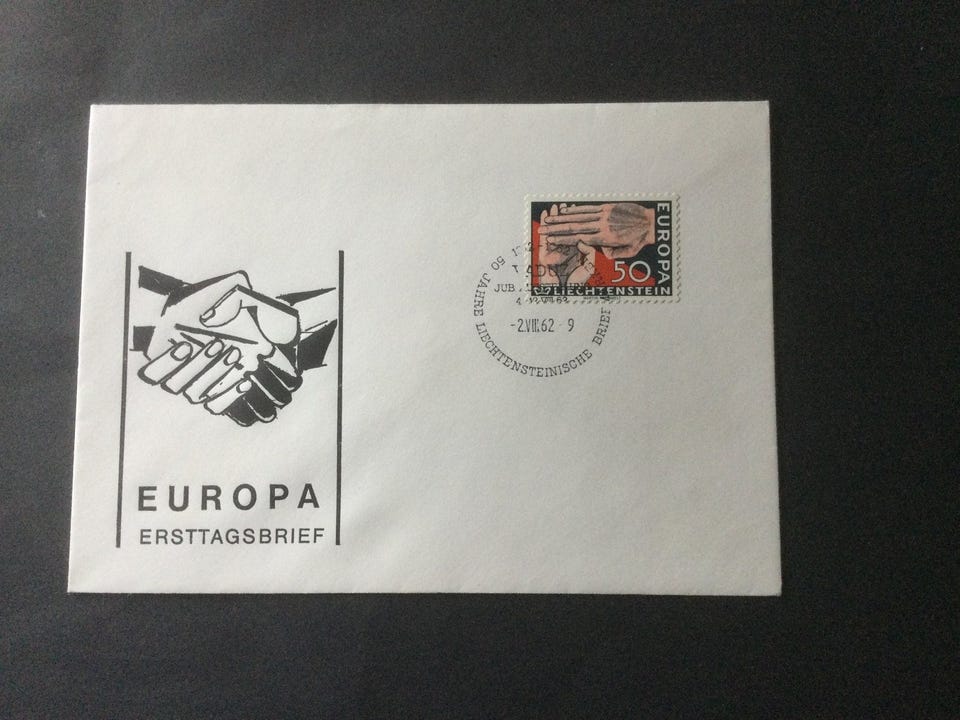 EUROPA
50
LIECHTENSTEIN
50 JAHRE LIECHTENSTEINISCHE
-2.VIII.62-9
EUROPA
ERSTTAGSBRIEF